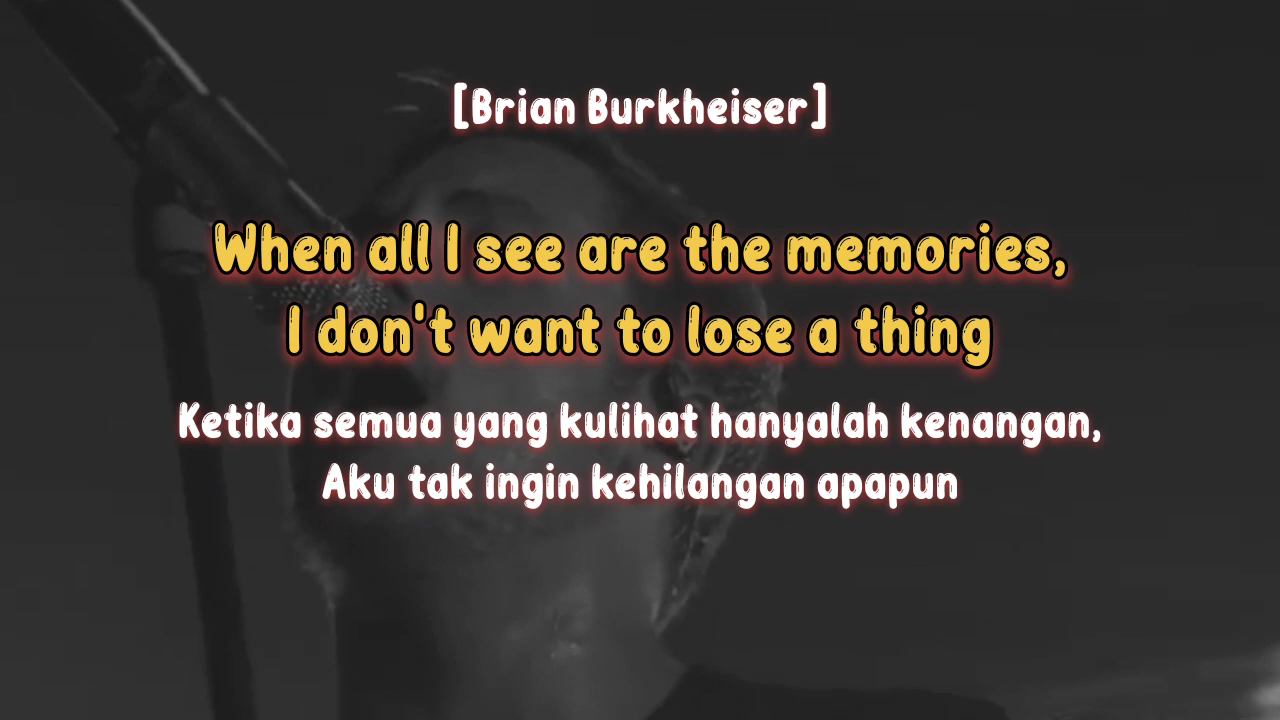 [Brian Burkheiser]
When all I see are the memories,
I don't want to lose a thing
Ketika semua yang kulihat hanyalah kenangan,
Aku tak ingin kehilangan apapun